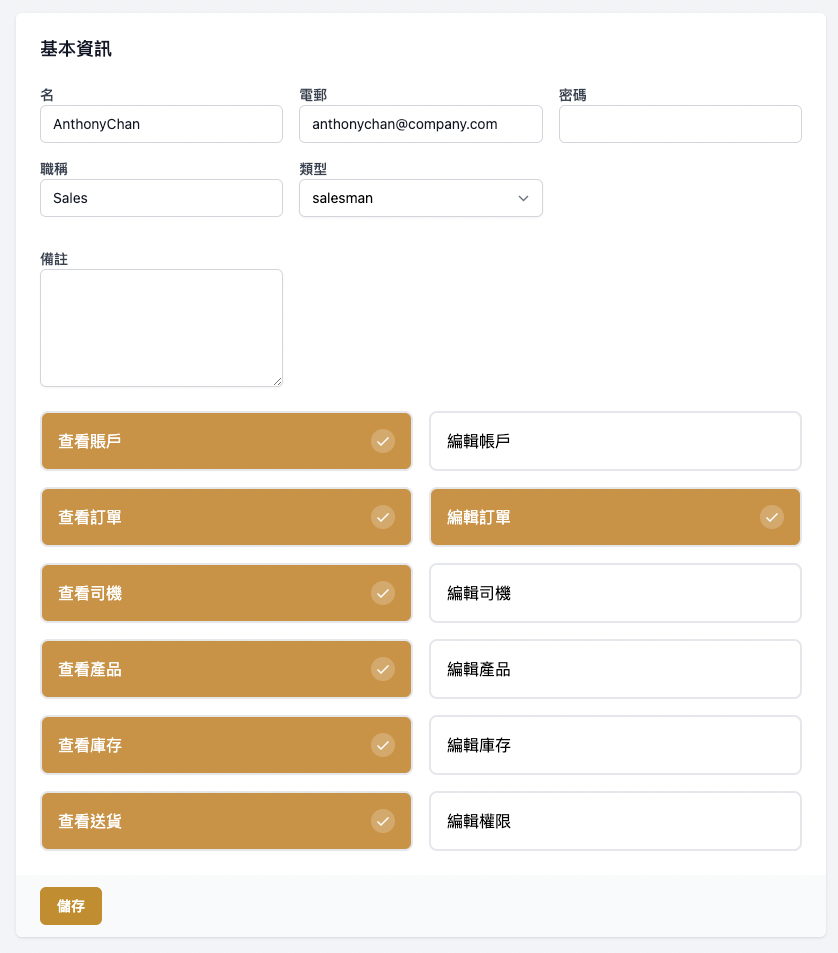 基本資訊
名
電郵
密碼
AnthonyChan
anthonychan@company.com
職稱
類型
Sales
salesman
備註
查看賬戶
編輯帳戶
查看訂單
編輯訂單
查看司機
編輯司機
查看產品
編輯產品
查看庫存
編輯庫存
查看送貨
編輯權限
儲存